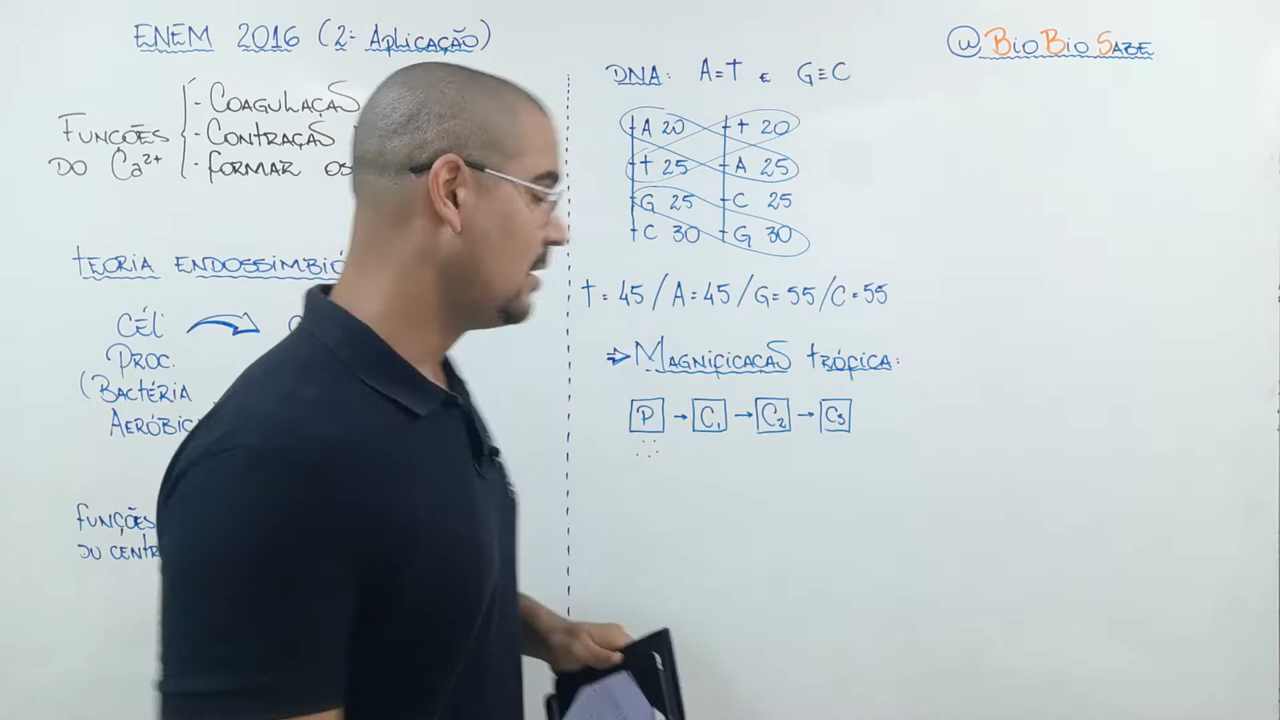 ENEM 2016 (2ª Aplicação)
Funções do Ca²⁺
- Coagulação
- Contração
- Formar os
Teoria Endossimbió
Cél
Proc.
(Bactéria
Aeróbic
Funções
ou centr
DNA: A=T e G≡C
A 20 T 20
T 25 A 25
G 25 C 25
C 30 G 30
T = 45 / A = 45 / G = 55 / C = 55
⇒ Magnificação Trófica:
P → C₁ → C₂ → C₃
@BioBioSabe